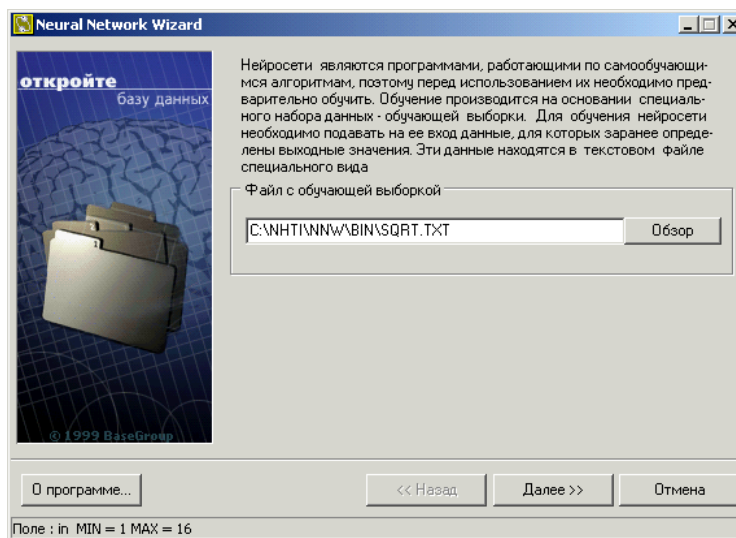 Neural Network Wizard
откройте
базу данных
Нейросети являются программами, работающими по самообучающи-
мся алгоритмам, поэтому перед использованием их необходимо пред-
варительно обучить. Обучение производится на основании специаль-
ного набора данных - обучающей выборки. Для обучения нейросети
необходимо подавать на ее вход данные, для которых заранее опреде-
лены выходные значения. Эти данные находятся в текстовом файле
специального вида
Файл с обучающей выборкой
C:\NHTI\NNW\BIN\SQRT.TXT
Обзор
© 1999 BaseGroup
О программе...
<< Назад
Далее >>
Отмена
Поле : in MIN = 1 MAX = 16